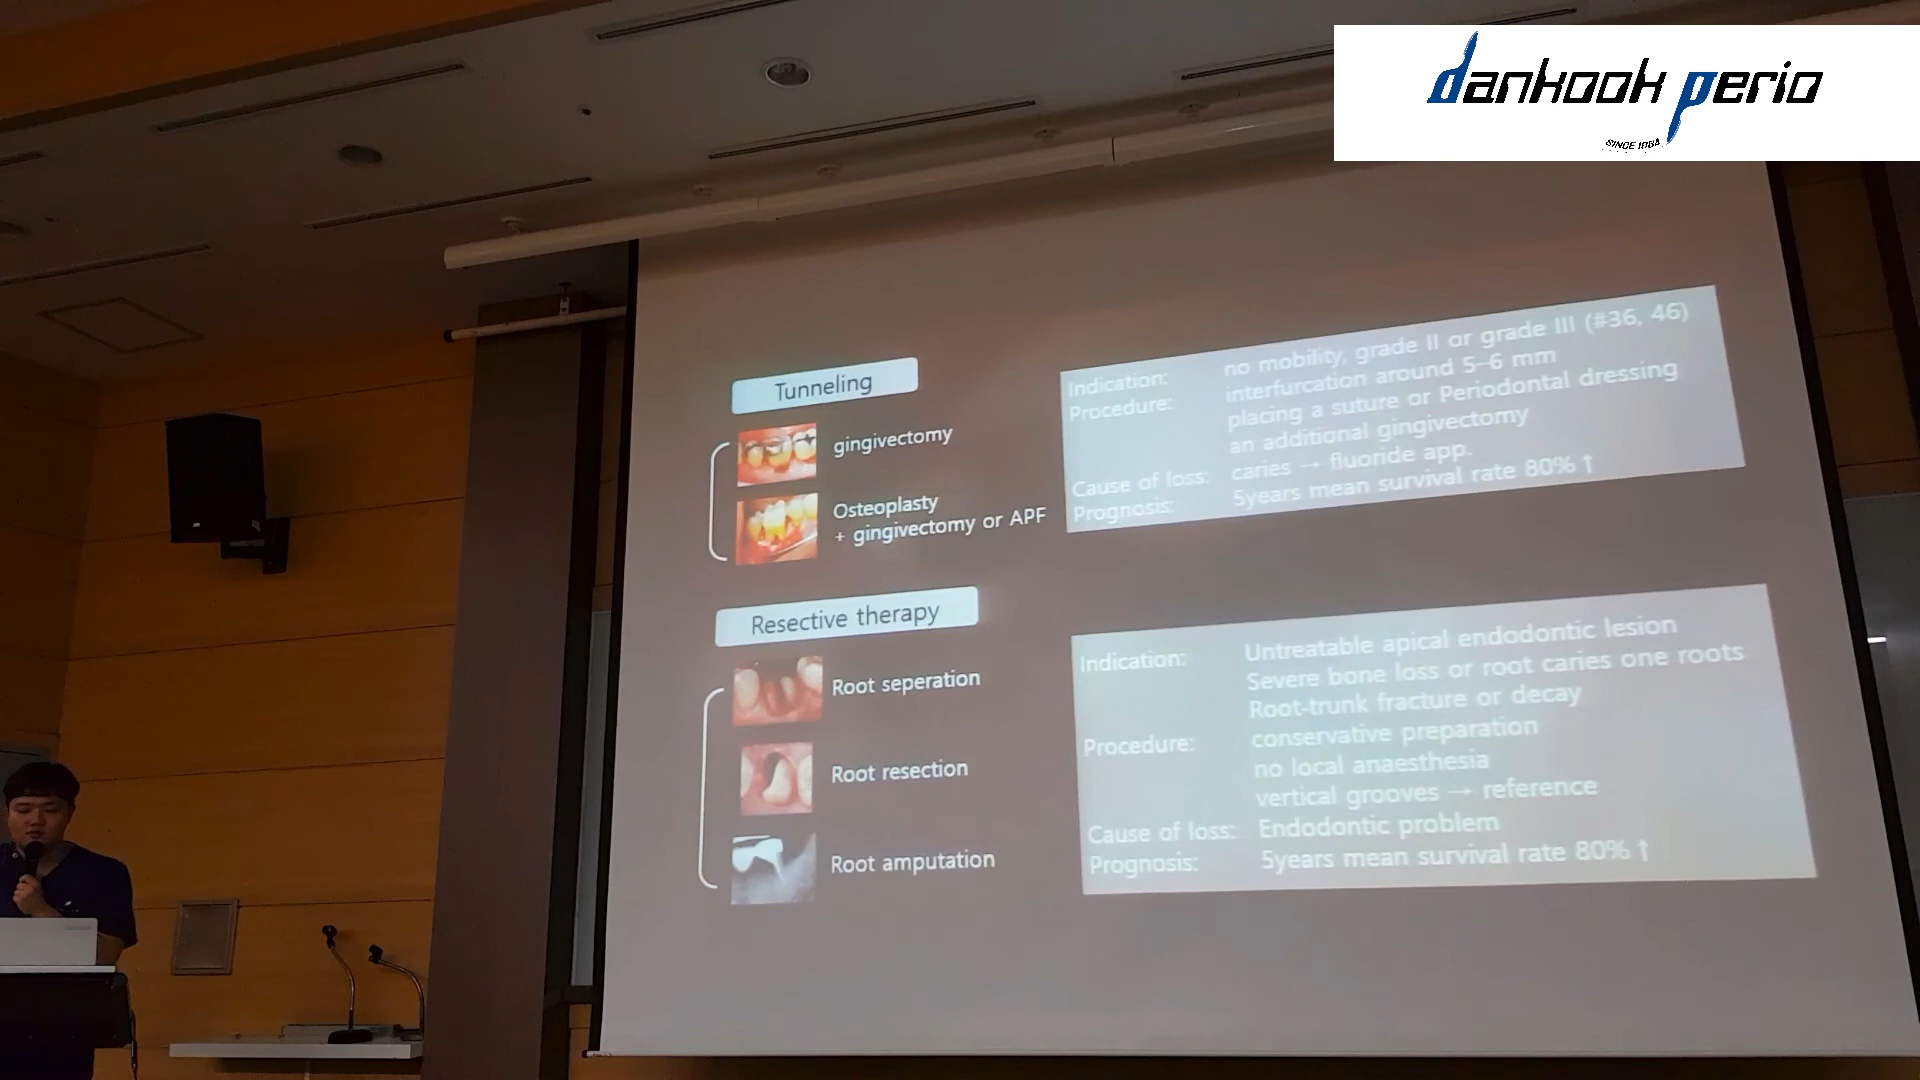 dankook perio
SINCE 1984
Tunneling
gingivectomy
Osteoplasty
+ gingivectomy or APF
Indication: no mobility, grade II or grade III (#36, 46)
interfurcation around 5-6 mm
Procedure: placing a suture or Periodontal dressing
an additional gingivectomy
Cause of loss: caries → fluoride app.
Prognosis: 5years mean survival rate 80%↑
Resective therapy
Root seperation
Root resection
Root amputation
Indication: Untreatable apical endodontic lesion
Severe bone loss or root caries one roots
Root-trunk fracture or decay
Procedure: conservative preparation
no local anaesthesia
vertical grooves → reference
Cause of loss: Endodontic problem
Prognosis: 5years mean survival rate 80%↑